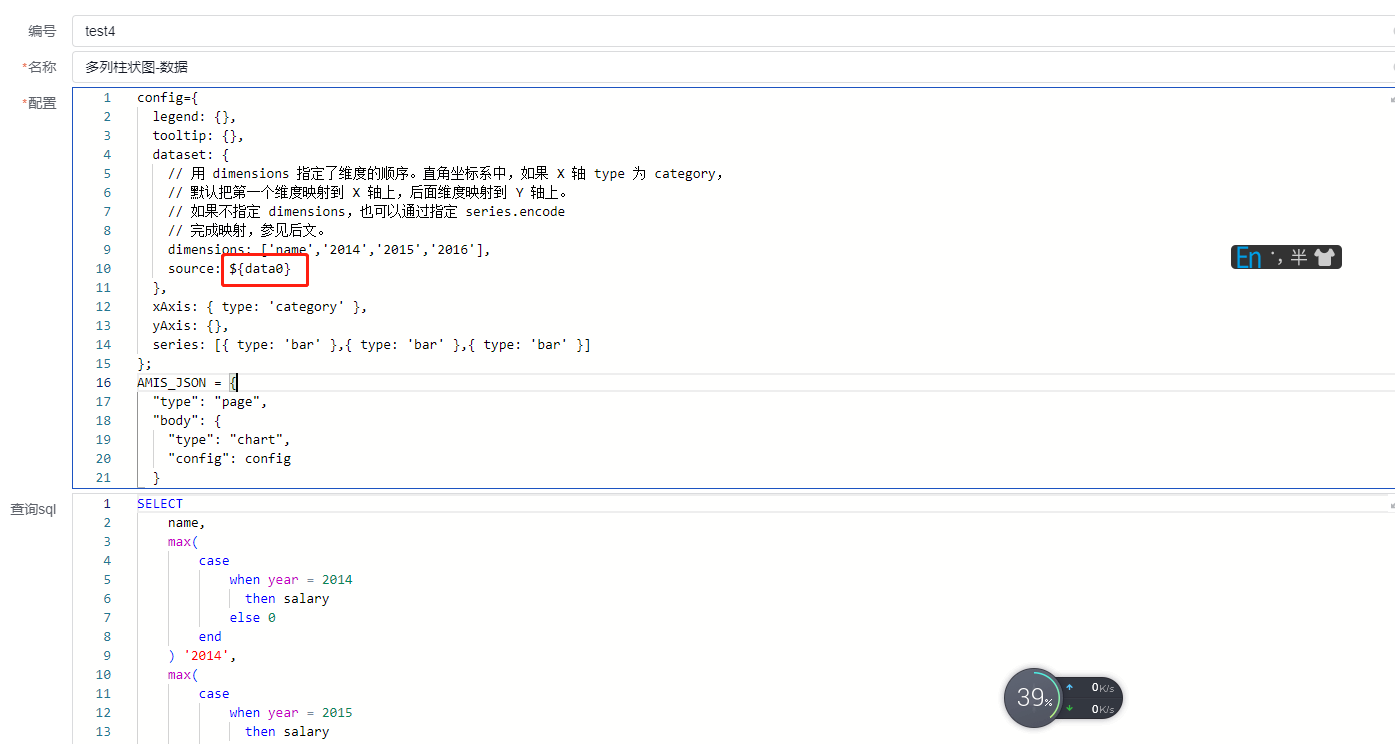 编号 test4
*名称 多列柱状图-数据
*配置
1 config={
2 legend: {},
3 tooltip: {},
4 dataset: {
5 // 用 dimensions 指定了维度的顺序。直角坐标系中，如果 X 轴 type 为 category，
6 // 默认把第一个维度映射到 X 轴上，后面维度映射到 Y 轴上。
7 // 如果不指定 dimensions，也可以通过指定 series.encode
8 // 完成映射，参见后文。
9 dimensions: ['name','2014','2015','2016'],
10 source: ${data0}
11 },
12 xAxis: { type: 'category' },
13 yAxis: {},
14 series: [{ type: 'bar' },{ type: 'bar' },{ type: 'bar' }]
15 };
16 AMIS_JSON = {
17 "type": "page",
18 "body": {
19 "type": "chart",
20 "config": config
21 }
En ·, 半
查询sql
1 SELECT
2 name,
3 max(
4 case
5 when year = 2014
6 then salary
7 else 0
8 end
9 ) '2014',
10 max(
11 case
12 when year = 2015
13 then salary
39%
0K/s
0K/s